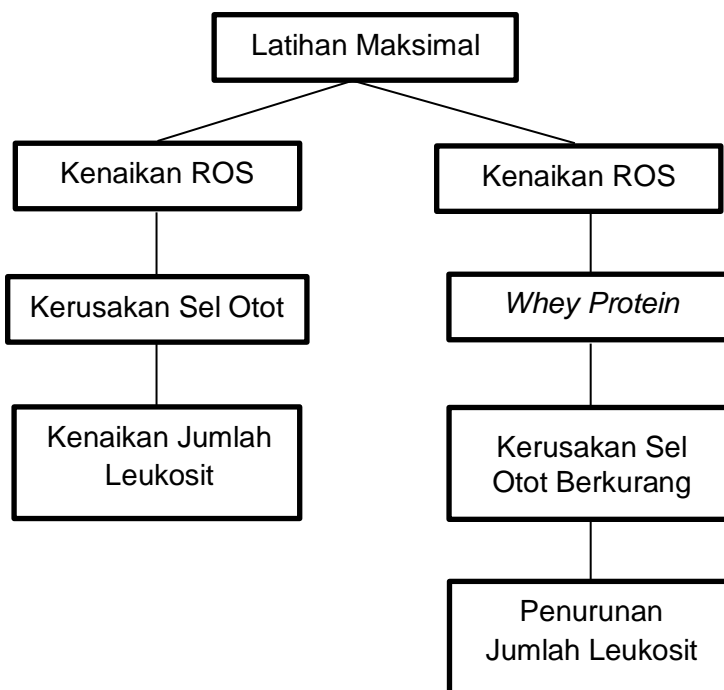 Latihan Maksimal
Kenaikan ROS
Kerusakan Sel Otot
Kenaikan Jumlah
Leukosit
Kenaikan ROS
Whey Protein
Kerusakan Sel
Otot Berkurang
Penurunan
Jumlah Leukosit